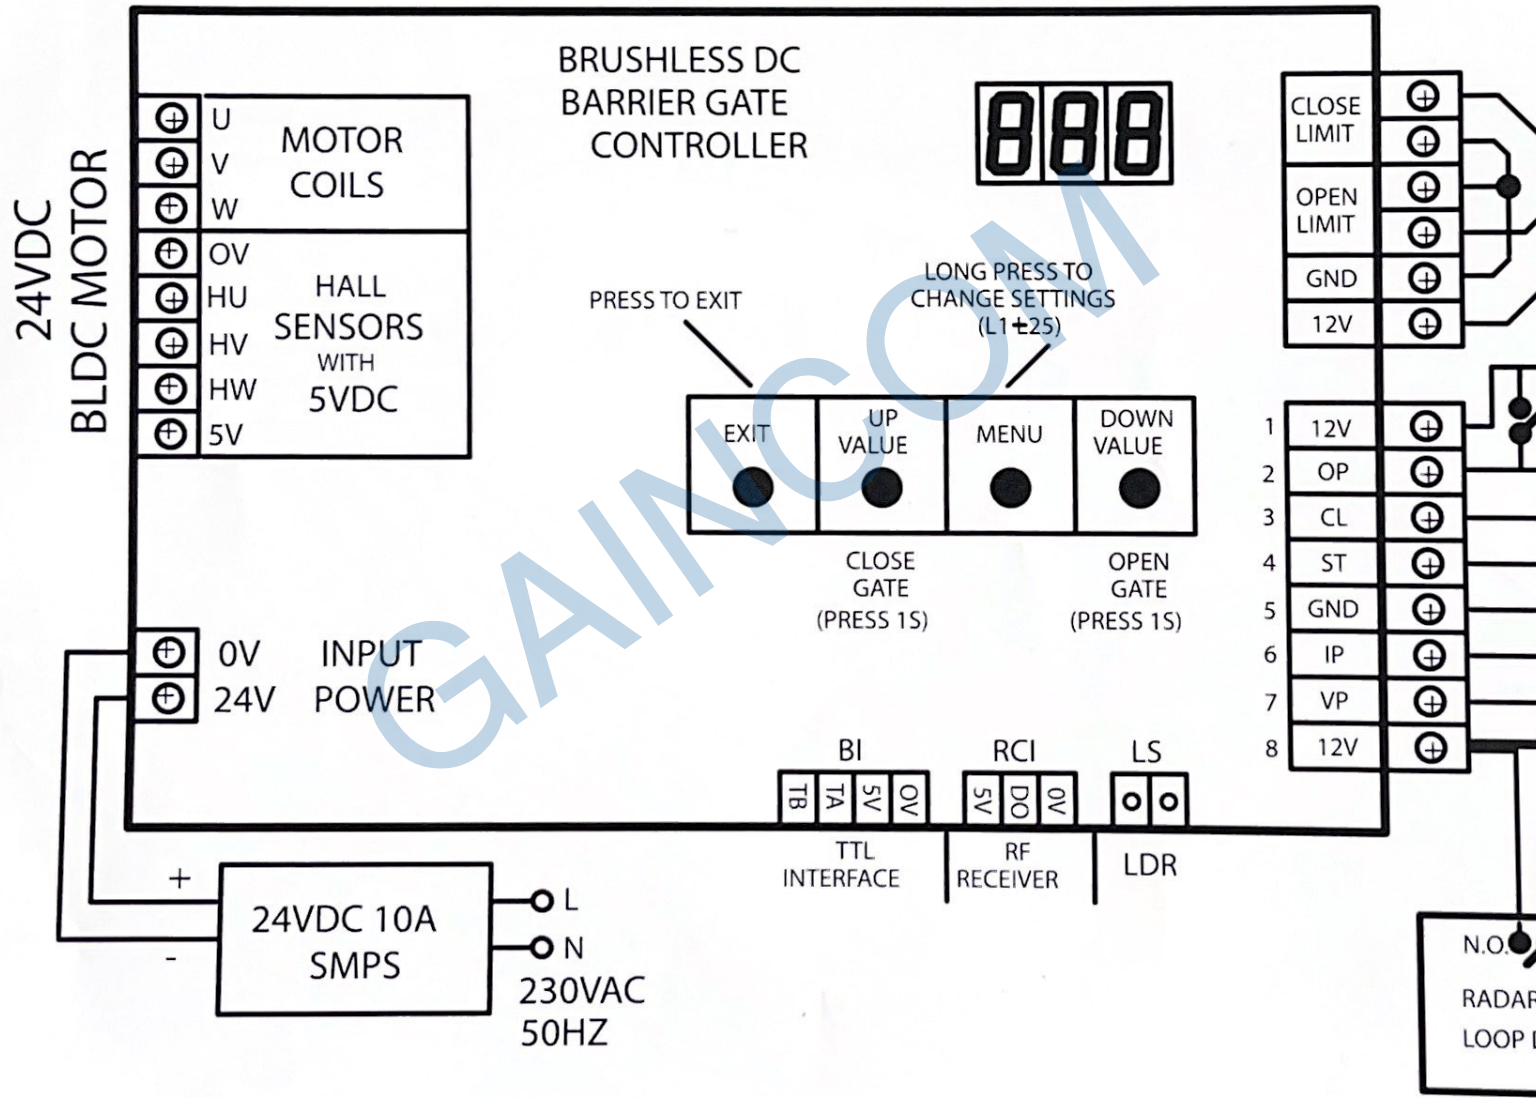 BRUSHLESS DC
BARRIER GATE
CONTROLLER
888
24VDC
BLDC MOTOR
U
V
W
MOTOR
COILS
OV
HU
HV
HW
5V
HALL
SENSORS
WITH
5VDC
PRESS TO EXIT
LONG PRESS TO
CHANGE SETTINGS
(L1-L25)
EXIT
UP
VALUE
MENU
DOWN
VALUE
CLOSE
GATE
(PRESS 1S)
OPEN
GATE
(PRESS 1S)
CLOSE
LIMIT
OPEN
LIMIT
GND
12V
1 12V
2 OP
3 CL
4 ST
5 GND
6 IP
7 VP
8 12V
0V
24V
INPUT
POWER
BI
TB TA 5V OV
TTL
INTERFACE
RCI
5V DO 0V
RF
RECEIVER
LS
LDR
+
-
24VDC 10A
SMPS
L
N
230VAC
50HZ
N.O.
RADAR
LOOP
GAINCOM